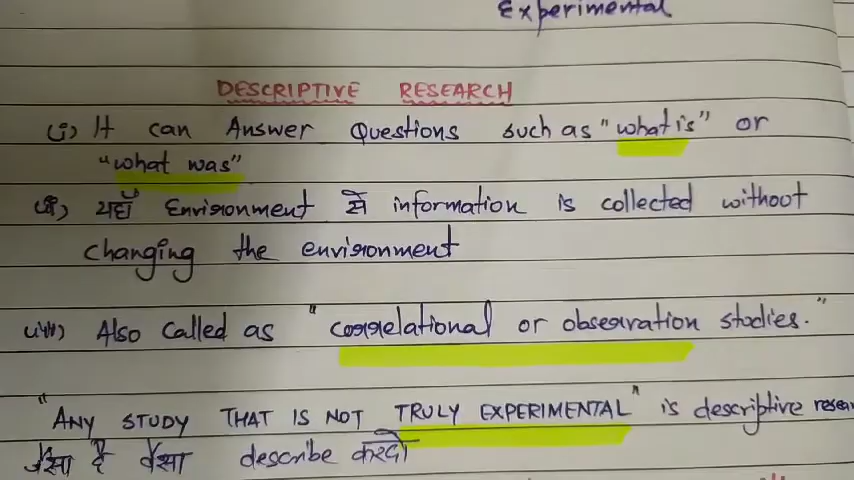 Experimental
DESCRIPTIVE RESEARCH
(i) It can Answer Questions such as "what is" or
"what was"
(ii) यहाँ Environment से information is collected without
changing the environment
(iii) Also called as "correlational or observation studies."
"ANY STUDY THAT IS NOT TRULY EXPERIMENTAL" is descriptive resear
जैसा है वैसा describe करदो